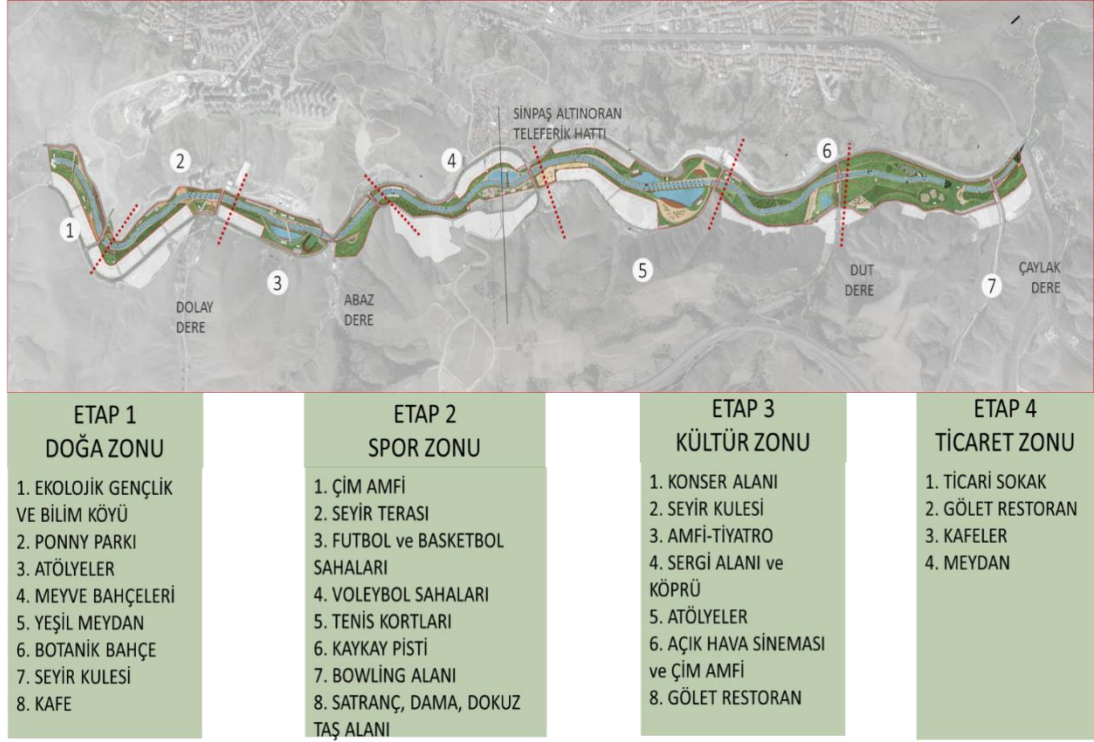 SİNPAŞ ALTINORAN
TELEFERİK HATTI
1
2
3
4
5
6
7
DOLAY
DERE
ABAZ
DERE
DUT
DERE
ÇAYLAK
DERE
ETAP 1
DOĞA ZONU
1. EKOLOJİK GENÇLİK
VE BİLİM KÖYÜ
2. PONNY PARKI
3. ATÖLYELER
4. MEYVE BAHÇELERİ
5. YEŞİL MEYDAN
6. BOTANİK BAHÇE
7. SEYİR KULESİ
8. KAFE
ETAP 2
SPOR ZONU
1. ÇİM AMFİ
2. SEYİR TERASI
3. FUTBOL ve BASKETBOL
SAHALARI
4. VOLEYBOL SAHALARI
5. TENİS KORTLARI
6. KAYKAY PİSTİ
7. BOWLİNG ALANI
8. SATRANÇ, DAMA, DOKUZ
TAŞ ALANI
ETAP 3
KÜLTÜR ZONU
1. KONSER ALANI
2. SEYİR KULESİ
3. AMFİ-TİYATRO
4. SERGİ ALANI ve
KÖPRÜ
5. ATÖLYELER
6. AÇIK HAVA SİNEMASI
ve ÇİM AMFİ
8. GÖLET RESTORAN
ETAP 4
TİCARET ZONU
1. TİCARİ SOKAK
2. GÖLET RESTORAN
3. KAFELER
4. MEYDAN